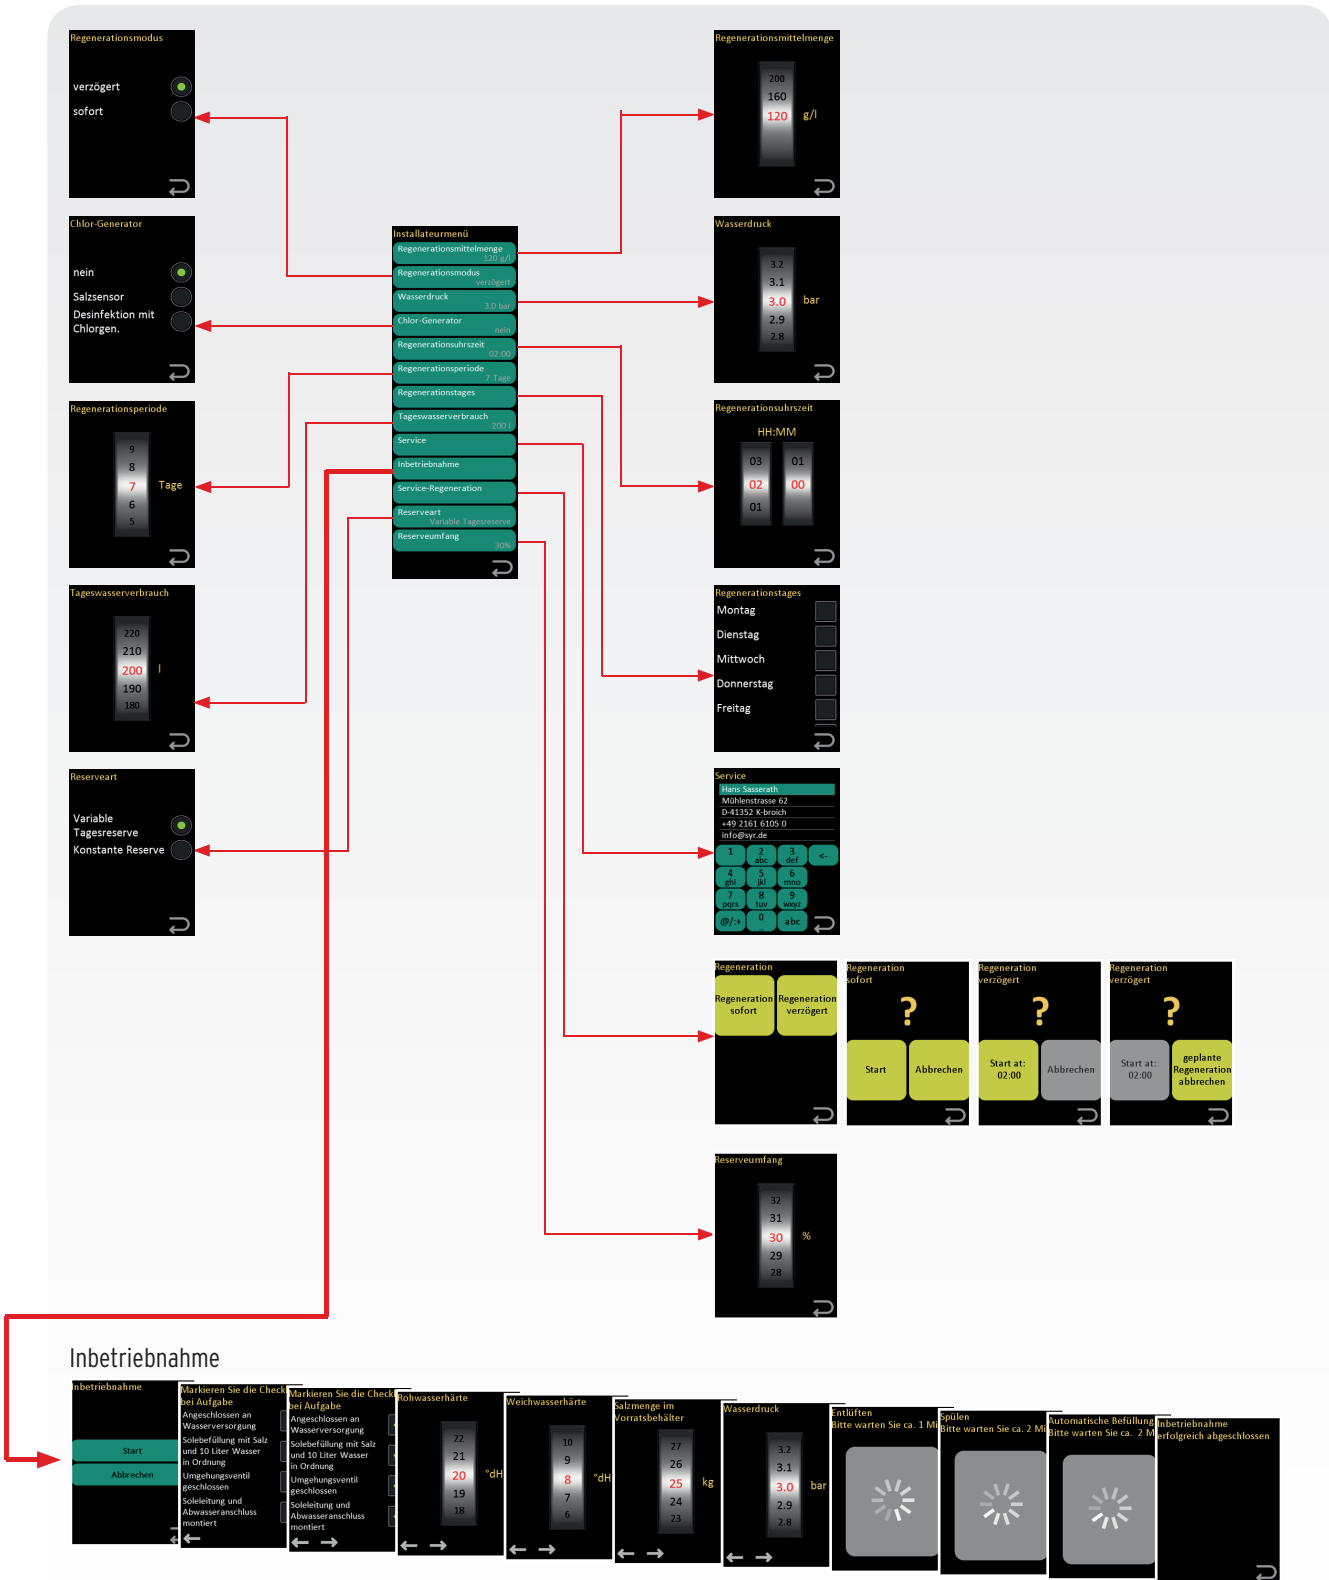 Regenerationsmodus
verzögert
sofort
Chlor-Generator
nein
Salzsensor
Desinfektion mit
Chlorgen.
Regenerationsperiode
9
8
7 Tage
6
5
Tageswasserverbrauch
220
210
200 l
190
180
Reserveart
Variable
Tagesreserve
Konstante Reserve
Installateurmenü
Regenerationsmittelmenge
120 g/l
Regenerationsmodus
verzögert
Wasserdruck
3.0 bar
Chlor-Generator
nein
Regenerationsuhrszeit
02:00
Regenerationsperiode
7 Tage
Regenerationstages
Tageswasserverbrauch
200 l
Service
Inbetriebnahme
Service-Regeneration
Reserveart
Variable Tagesreserve
Reserveumfang
30%
Regenerationsmittelmenge
200
160
120 g/l
Wasserdruck
3.2
3.1
3.0 bar
2.9
2.8
Regenerationsuhrszeit
HH:MM
03 01
02 00
01
Regenerationstages
Montag
Dienstag
Mittwoch
Donnerstag
Freitag
Service
Hans Sasserath
Mühlenstrasse 62
D-41352 K-broich
+49 2161 6105 0
info@syr.de
1 2 3 <-
abc def
4 5 6
ghi jkl mno
7 8 9
pqrs tuv wxyz
@/:+ 0 abc
_
Regeneration
Regeneration
sofort
Regeneration
verzögert
Regeneration
sofort
?
Start
Abbrechen
Regeneration
verzögert
?
Start at:
02:00
Abbrechen
Regeneration
verzögert
?
Start at:
02:00
geplante
Regeneration
abbrechen
Reserveumfang
32
31
30 %
29
28
Inbetriebnahme
Inbetriebnahme
Start
Abbrechen
Markieren Sie die Check
bei Aufgabe
Angeschlossen an
Wasserversorgung
Solebefüllung mit Salz
und 10 Liter Wasser
in Ordnung
Umgehungsventil
geschlossen
Soleleitung und
Abwasseranschluss
montiert
Markieren Sie die Check
bei Aufgabe
Angeschlossen an
Wasserversorgung
Solebefüllung mit Salz
und 10 Liter Wasser
in Ordnung
Umgehungsventil
geschlossen
Soleleitung und
Abwasseranschluss
montiert
Rohwasserhärte
22
21
20 °dH
19
18
Weichwasserhärte
10
9
8 °dH
7
6
Salzmenge im
Vorratsbehälter
27
26
25 kg
24
23
Wasserdruck
3.2
3.1
3.0 bar
2.9
2.8
Entlüften
Bitte warten Sie ca. 1 Mi
Spülen
Bitte warten Sie ca. 2 Mi
Automatische Befüllung
Bitte warten Sie ca. 2 M
Inbetriebnahme
erfolgreich abgeschlossen